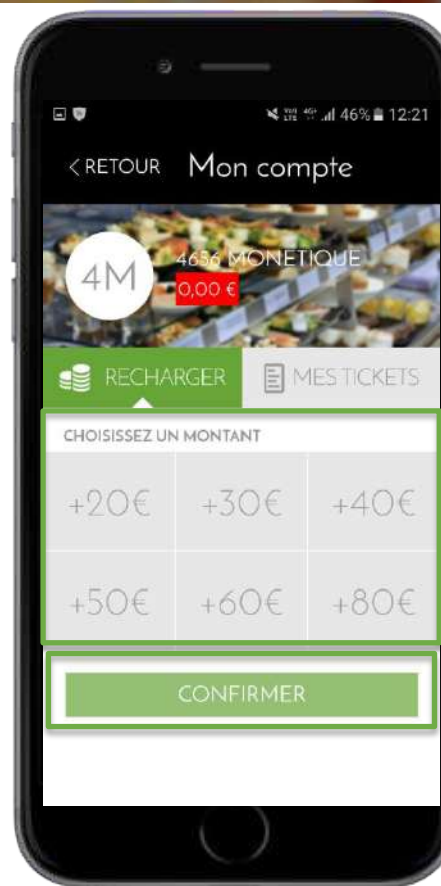 46% 12:21
< RETOUR Mon compte
4M
4656 MONETIQUE
0,00 €
RECHARGER MES TICKETS
CHOISISSEZ UN MONTANT
+20€ +30€ +40€
+50€ +60€ +80€
CONFIRMER